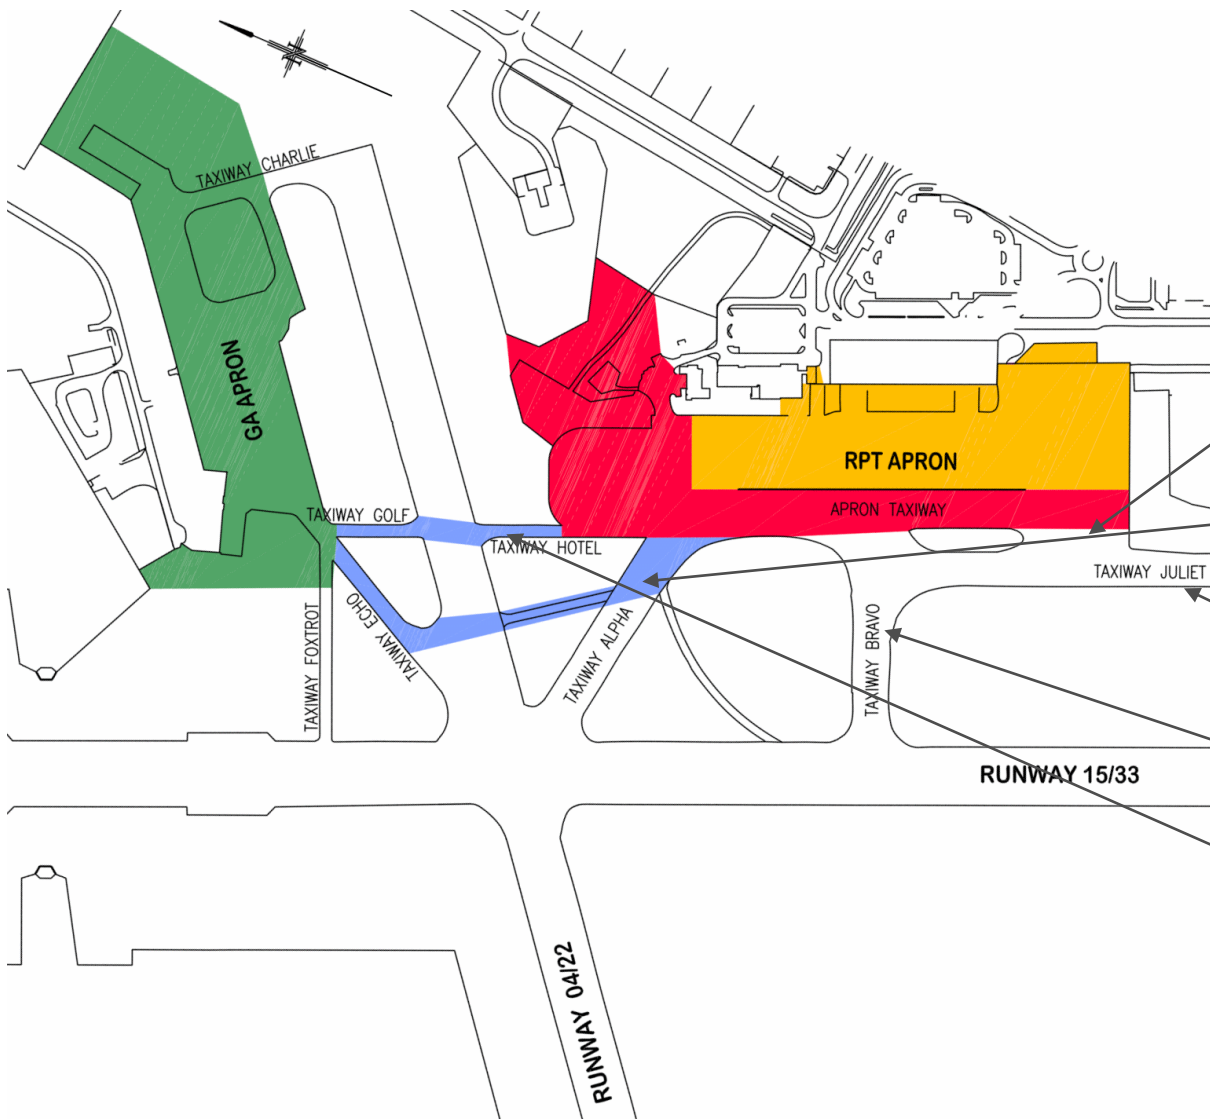 N
TAXIWAY CHARLIE
GA APRON
RPT APRON
APRON TAXIWAY
TAXIWAY GOLF
TAXIWAY HOTEL
TAXIWAY JULIET
TAXIWAY ECHO
TAXIWAY FOXTROT
TAXIWAY ALPHA
TAXIWAY BRAVO
RUNWAY 15/33
RUNWAY 04/22